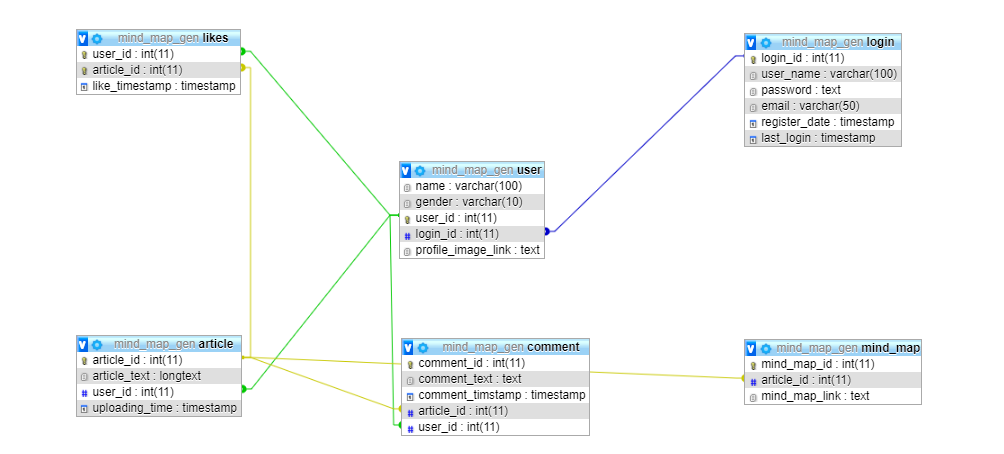 mind_map_gen likes
user_id : int(11)
article_id : int(11)
like_timestamp : timestamp
mind_map_gen login
login_id : int(11)
user_name : varchar(100)
password : text
email : varchar(50)
register_date : timestamp
last_login : timestamp
mind_map_gen user
name : varchar(100)
gender : varchar(10)
user_id : int(11)
login_id : int(11)
profile_image_link : text
mind_map_gen article
article_id : int(11)
article_text : longtext
user_id : int(11)
uploading_time : timestamp
mind_map_gen comment
comment_id : int(11)
comment_text : text
comment_timstamp : timestamp
article_id : int(11)
user_id : int(11)
mind_map_gen mind_map
mind_map_id : int(11)
article_id : int(11)
mind_map_link : text